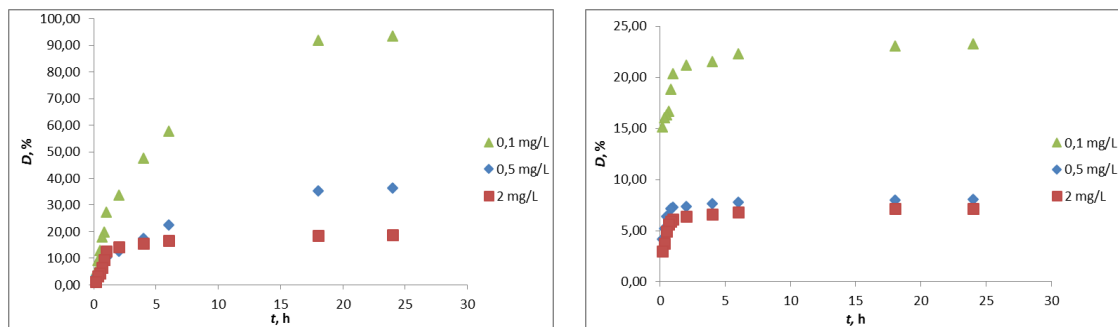 100,00
90,00
80,00
70,00
60,00
50,00
40,00
30,00
20,00
10,00
0,00
D, %
0 5 10 15 20 25 30
t, h
0,1 mg/L
0,5 mg/L
2 mg/L
25,00
20,00
15,00
10,00
5,00
0,00
D, %
0 5 10 15 20 25 30
t, h
0,1 mg/L
0,5 mg/L
2 mg/L